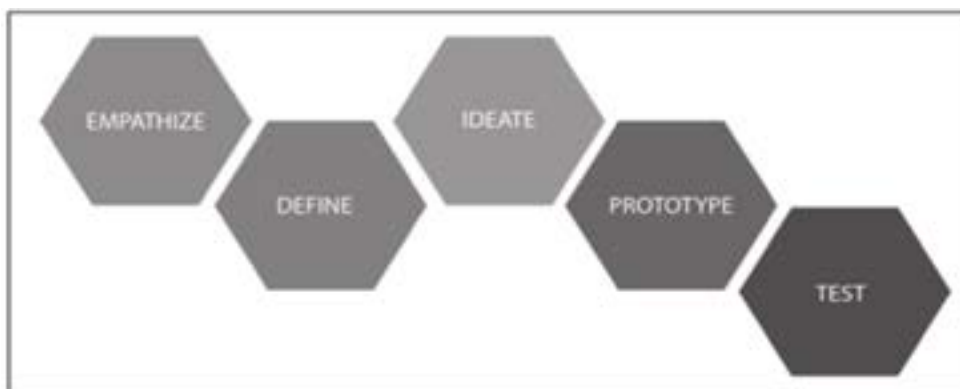 EMPATHIZE
DEFINE
IDEATE
PROTOTYPE
TEST